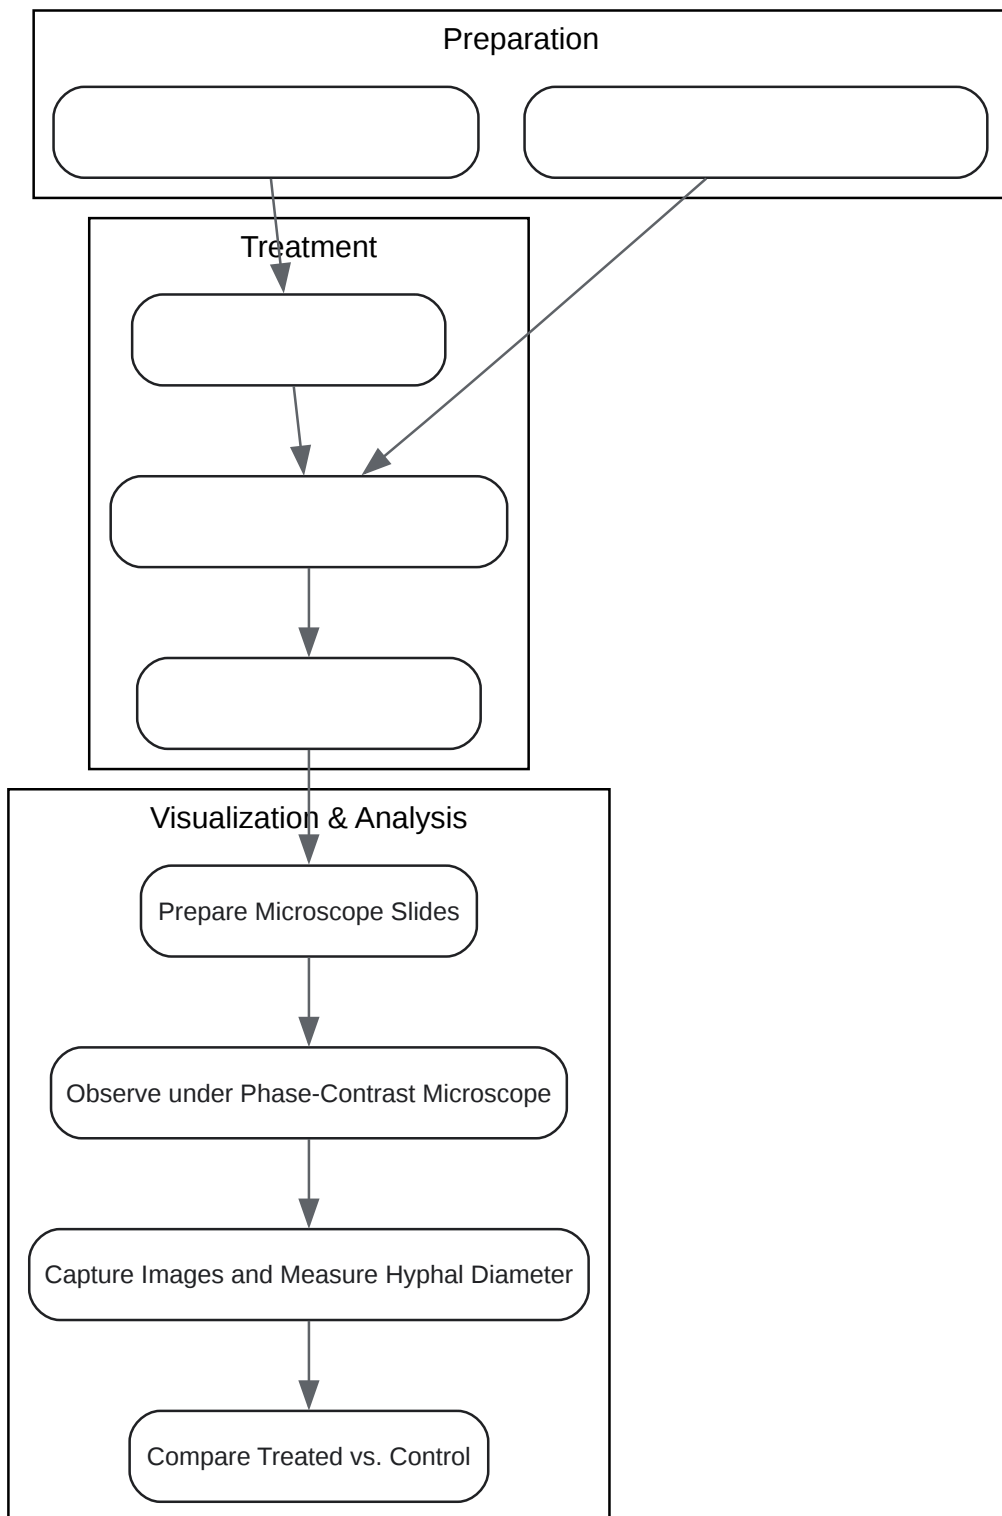 Preparation
Treatment
Visualization & Analysis
Prepare Microscope Slides
Observe under Phase-Contrast Microscope
Capture Images and Measure Hyphal Diameter
Compare Treated vs. Control